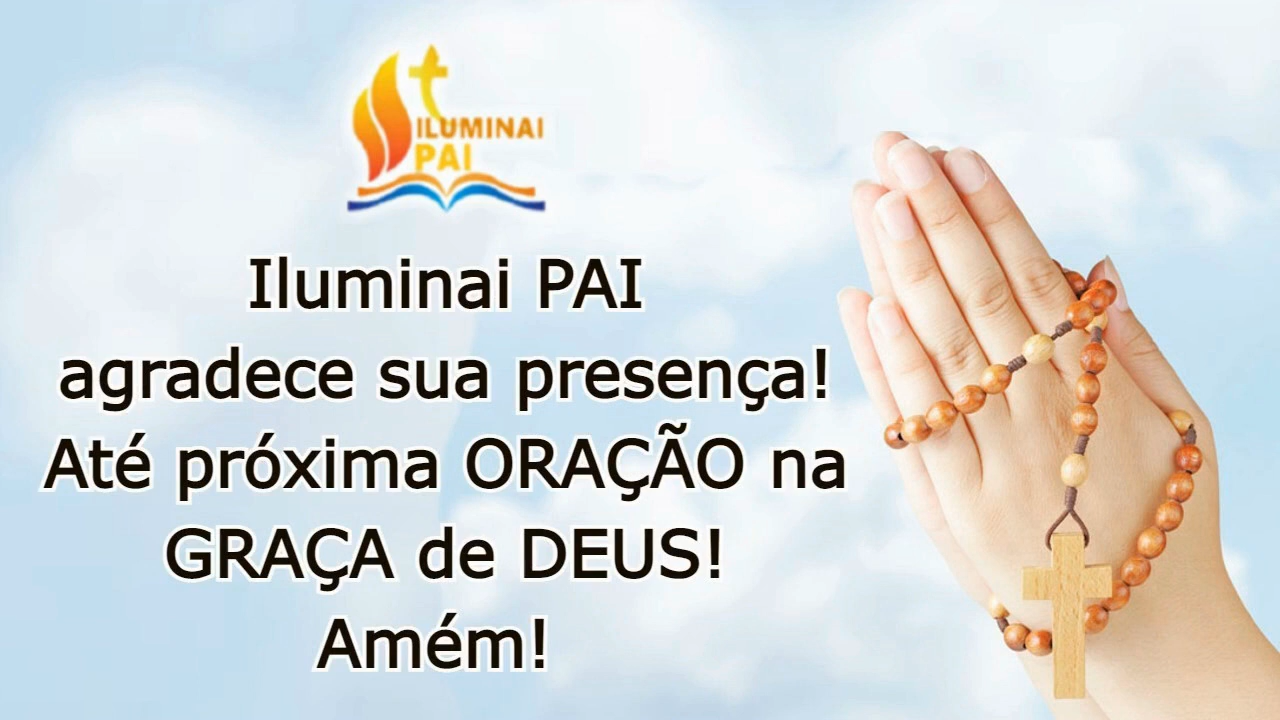 ILUMINAI
PAI
Iluminai PAI
agradece sua presença!
Até próxima ORAÇÃO na
GRAÇA de DEUS!
Amém!